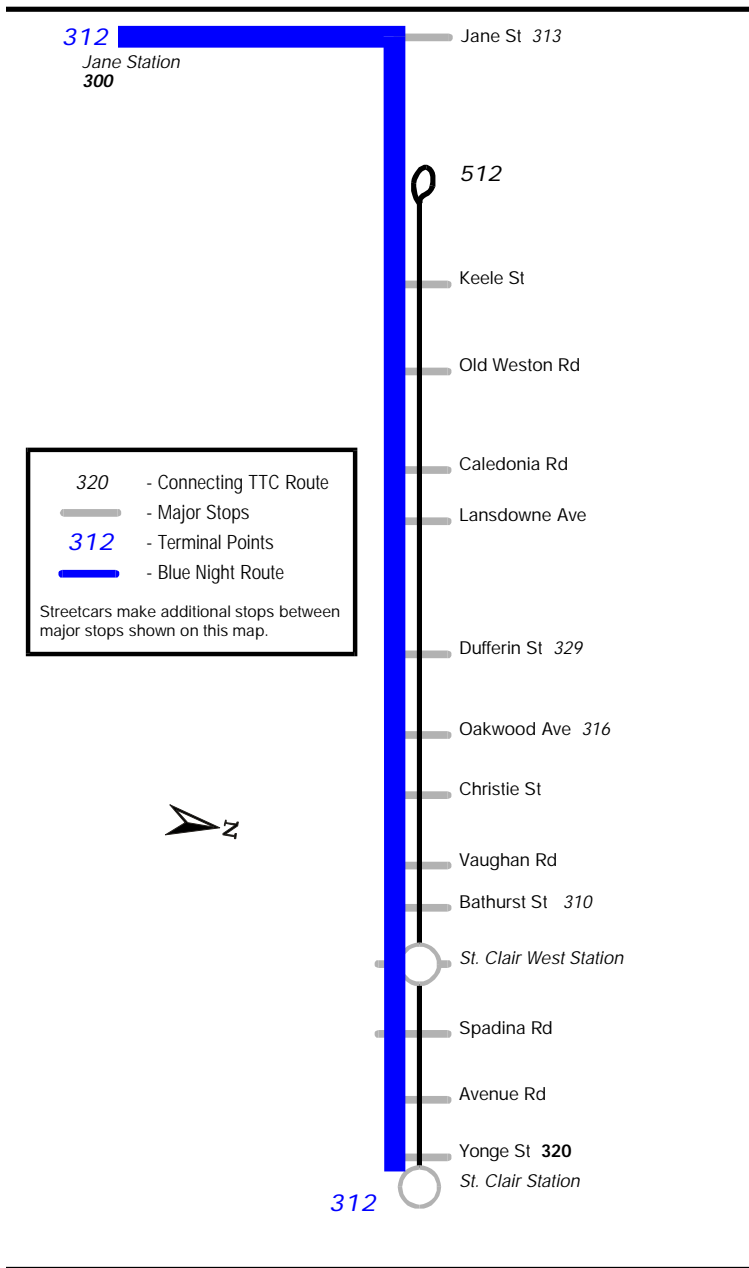 312
Jane Station
300
Jane St 313
512
Keele St
Old Weston Rd
Caledonia Rd
Lansdowne Ave
320 - Connecting TTC Route
- Major Stops
312 - Terminal Points
- Blue Night Route
Streetcars make additional stops between
major stops shown on this map.
Dufferin St 329
Oakwood Ave 316
Christie St
N
Vaughan Rd
Bathurst St 310
St. Clair West Station
Spadina Rd
Avenue Rd
Yonge St 320
St. Clair Station
312